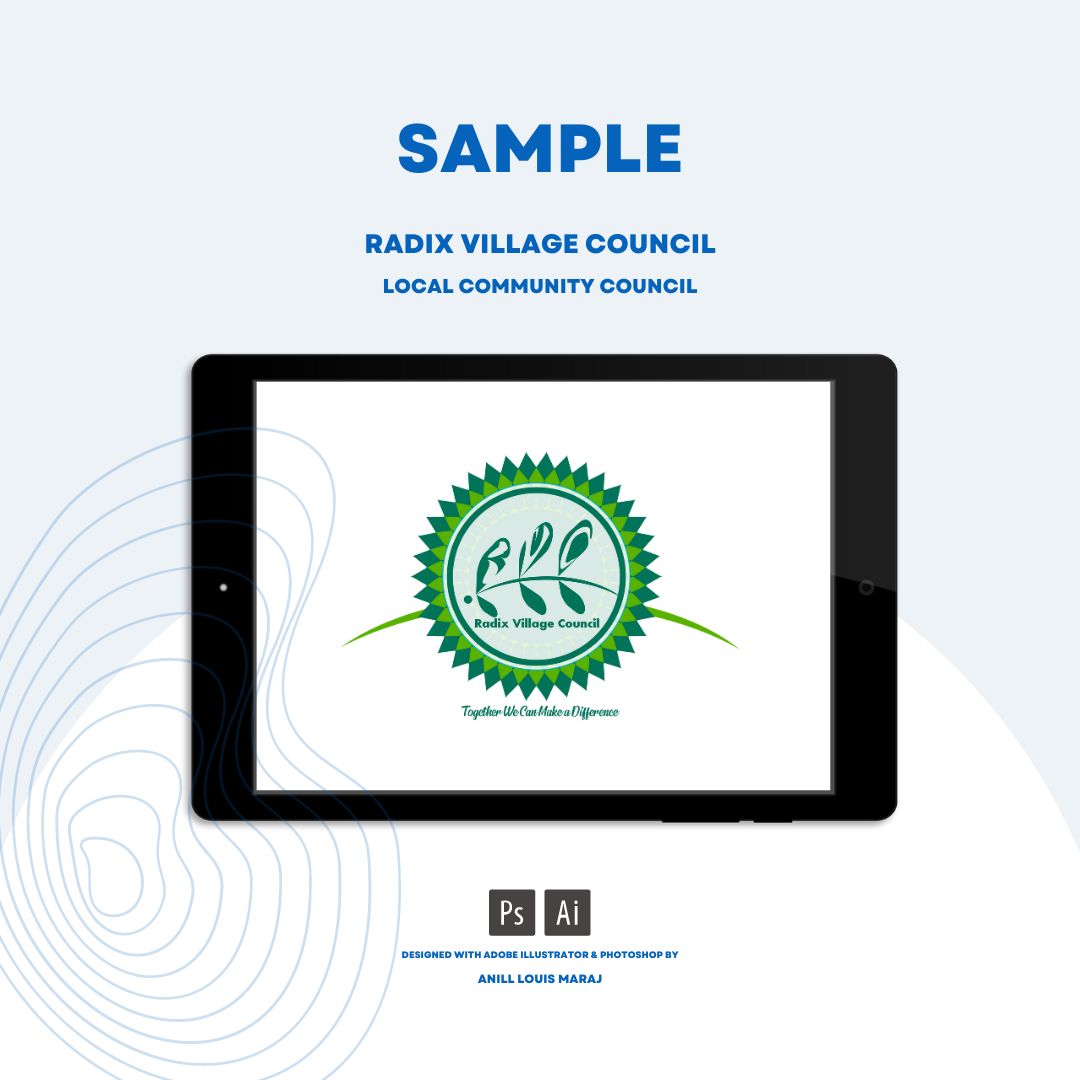 SAMPLE
RADIX VILLAGE COUNCIL
LOCAL COMMUNITY COUNCIL
RVC
Radix Village Council
Together We Can Make a Difference
Ps Ai
DESIGNED WITH ADOBE ILLUSTRATOR & PHOTOSHOP BY
ANILL LOUIS MARAJ